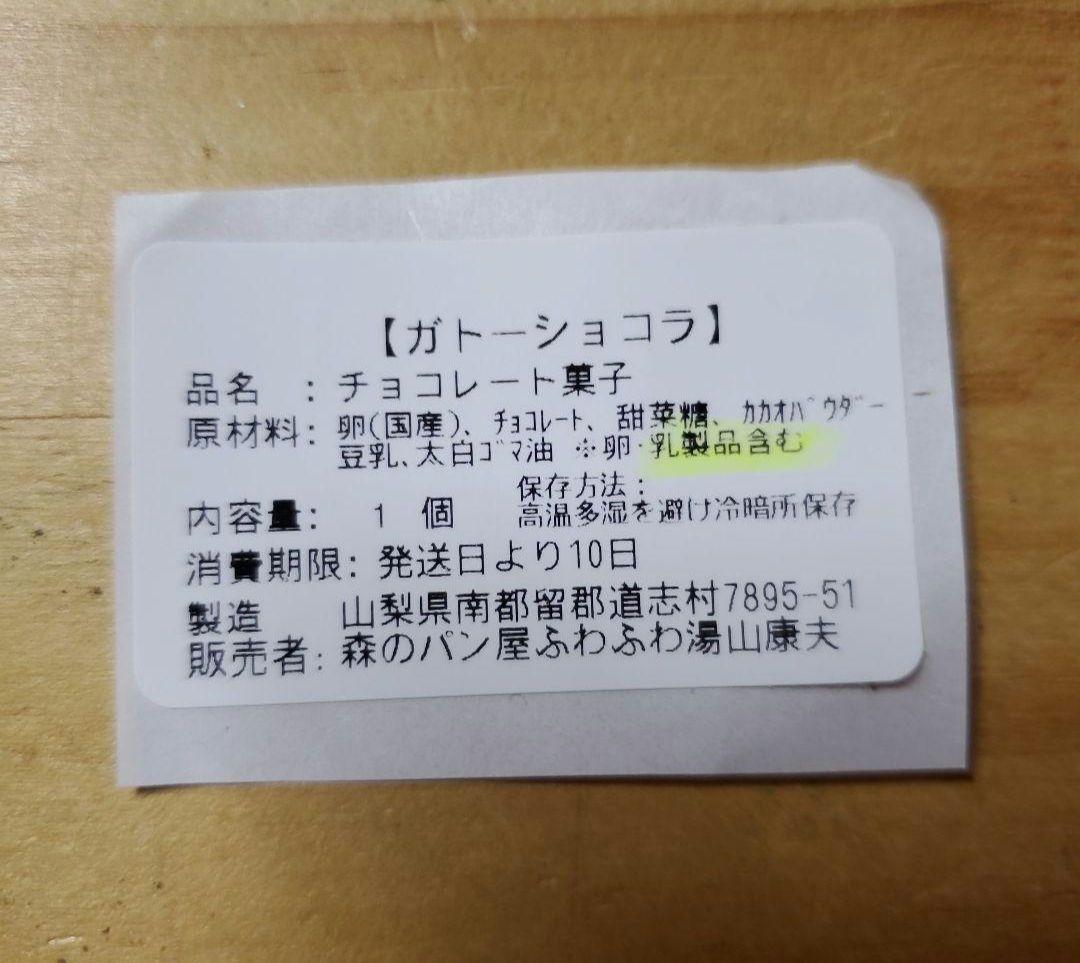 【ガトーショコラ】
品名　：チョコレート菓子
原材料：卵(国産)、ﾁｮｺﾚｰﾄ、甜菜糖、ｶｶｵﾊﾟｳﾀﾞｰ
豆乳、太白ｺﾞﾏ油 ※卵･乳製品含む
保存方法：
内容量：　1　個　高温多湿を避け冷暗所保存
消費期限：発送日より10日
製造　山梨県南都留郡道志村7895-51
販売者：森のパン屋ふわふわ湯山康夫